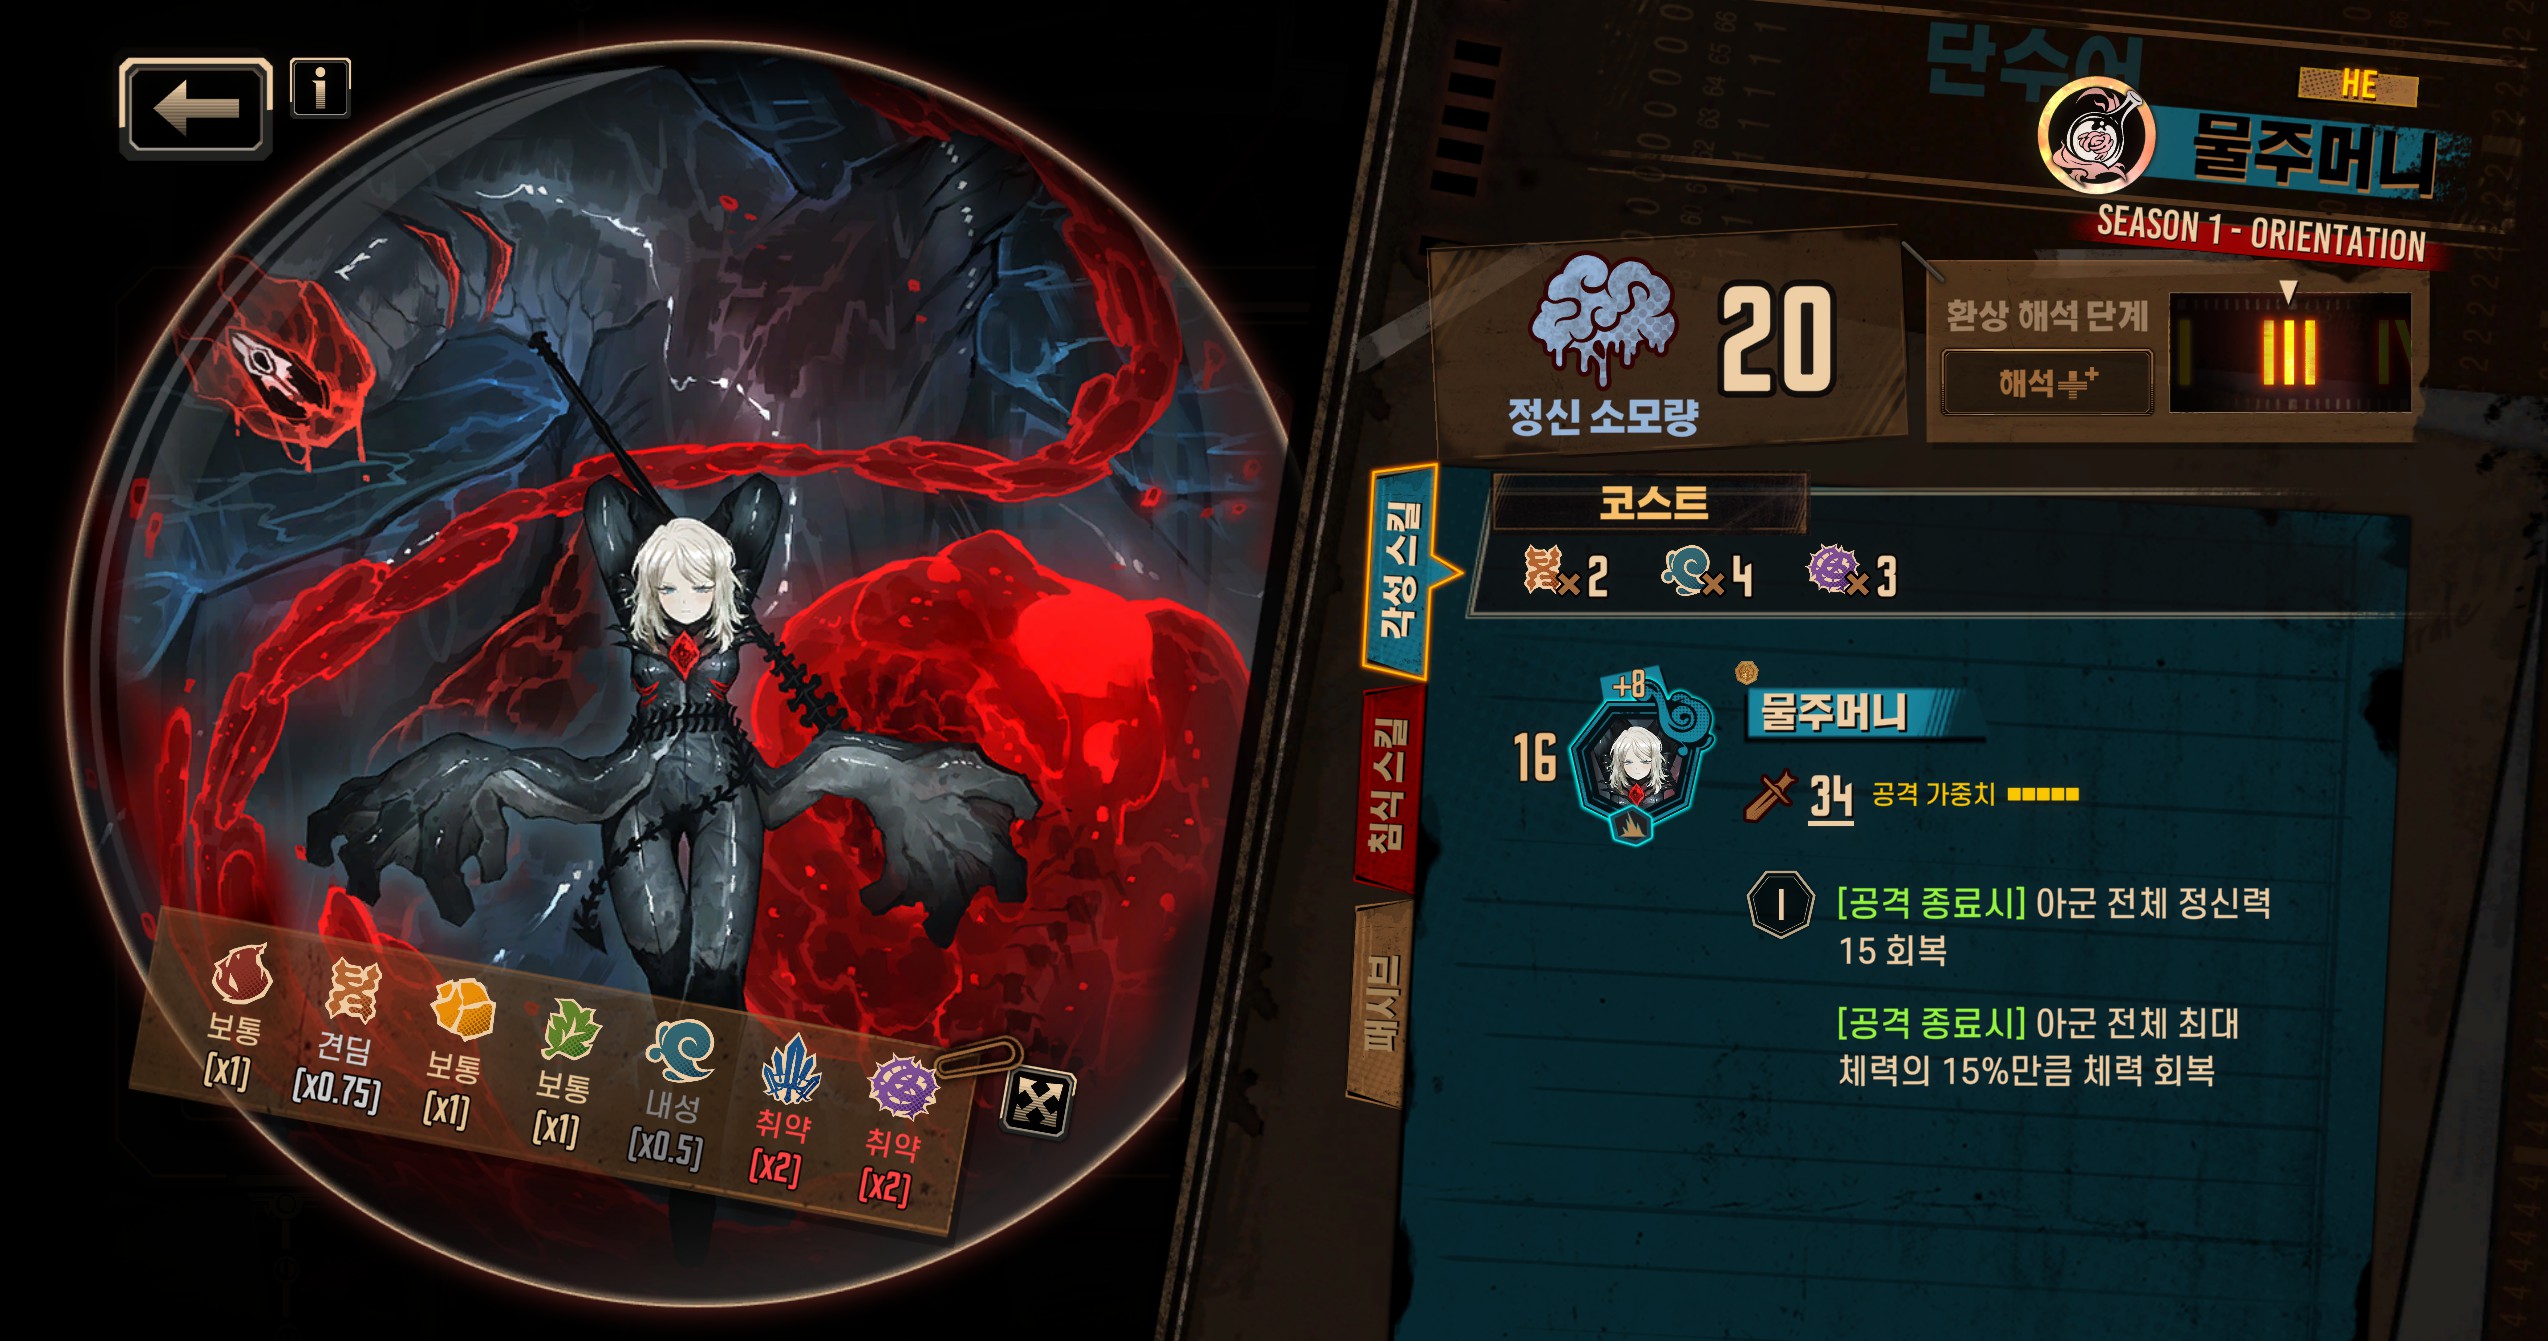 HE
물주머니
SEASON 1 - ORIENTATION
정신 소모량
20
환상 해석 단계
해석
III
코스트
×2
×4
×3
각성 스킬
침식 스킬
패시브
+8
16
물주머니
34
공격 가중치
I
[공격 종료시] 아군 전체 정신력
15 회복
[공격 종료시] 아군 전체 최대
체력의 15%만큼 체력 회복
보통
[x1]
견딤
[x0.75]
보통
[x1]
보통
[x1]
내성
[x0.5]
취약
[x2]
취약
[x2]